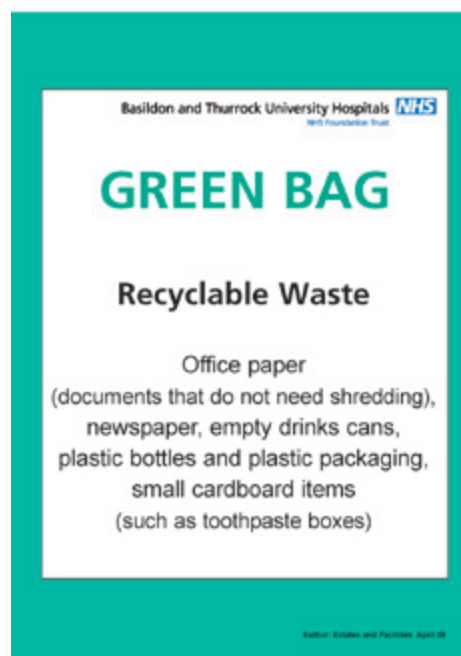 Basildon and Thurrock University Hospitals NHS
NHS Foundation Trust
GREEN BAG
Recyclable Waste
Office paper
(documents that do not need shredding),
newspaper, empty drinks cans,
plastic bottles and plastic packaging,
small cardboard items
(such as toothpaste boxes)
Author: Estates and Facilities April 09